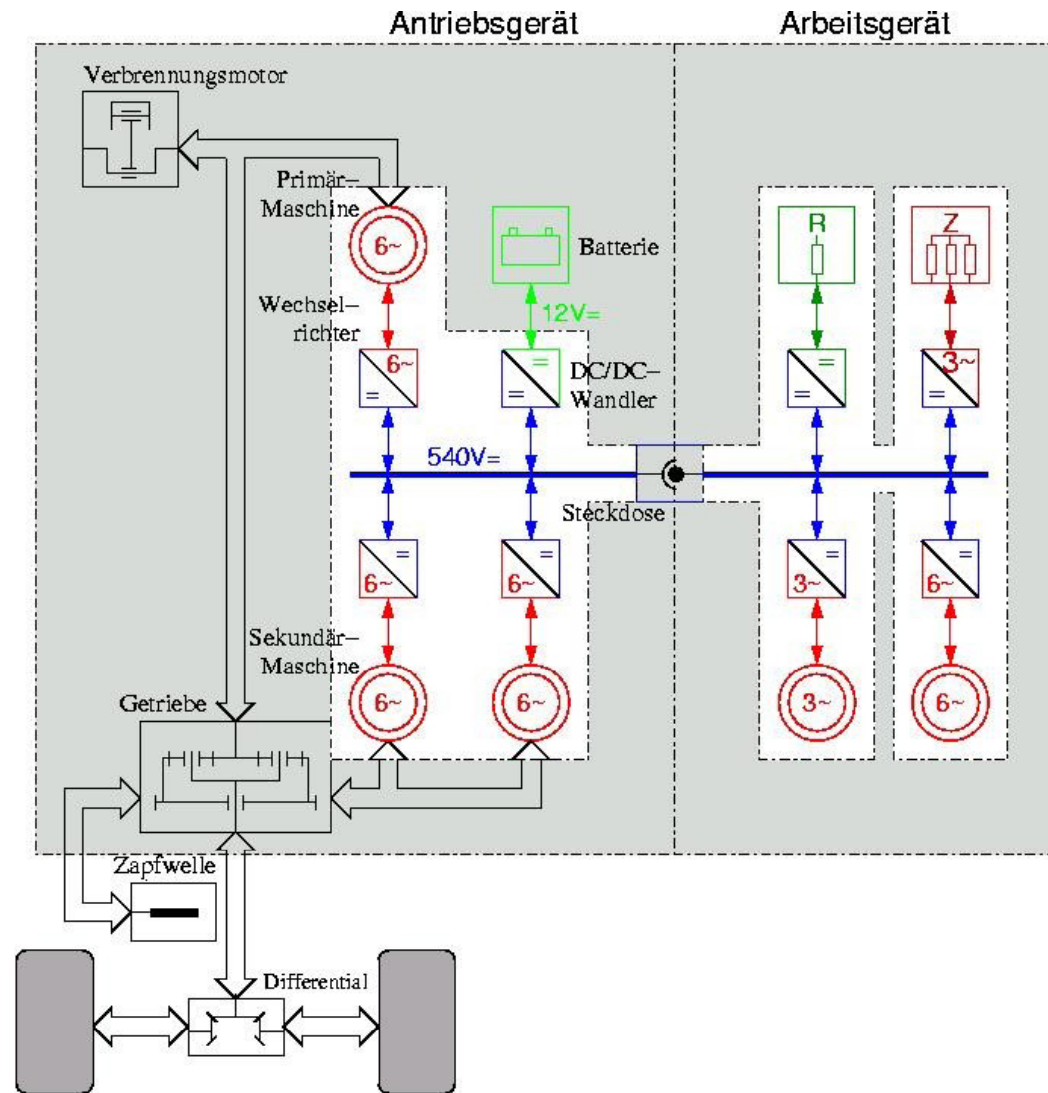 Antriebsgerät
Arbeitsgerät
Verbrennungsmotor
Primär-
Maschine
6~
Batterie
R
Z
Wechsel-
richter
12V=
6~
=
=
=
DC/DC-
Wandler
=
=
3~
=
540V=
Steckdose
=
6~
=
6~
=
3~
=
6~
Sekundär-
Maschine
6~
6~
3~
6~
Getriebe
Zapfwelle
Differential